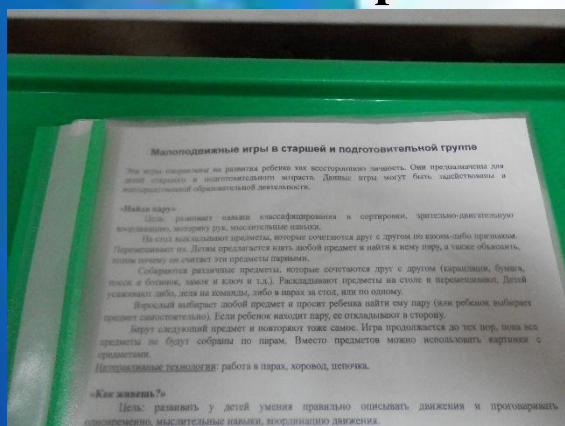 Малоподвижные игры в старшей и подготовительной группе
Эти игры направлены на развития ребенка как всестороннюю личность. Они предназначены для
детей старшего и подготовительного возраста. Данные игры могут быть задействованы в
непосредственной образовательной деятельности.
«Найди пару»
Цель: развивает навыки классифицирования и сортировки, зрительно-двигательную
координацию, моторику рук, мыслительные навыки.
На стол выкладывают предметы, которые сочетаются друг с другом по какому-либо признаком.
Перемешивают их. Детям предлагается взять любой предмет и найти к нему пару, а также объяснить,
почему он считает эти предметы парными.
Собираются различные предметы, которые сочетаются друг с другом (карандаш, бумага,
носок и ботинок, замок и ключ и т.д.). Раскладывают предметы на столе и перемешивают. Детей
усаживают либо, деля на команды, либо в парах за стол, или по одному.
Взрослый выбирает любой предмет и просит ребенка найти ему пару (или ребенок выбирает
предмет самостоятельно). Если ребенок находит пару, ее откладывают в сторону.
Берут следующий предмет и повторяют тоже самое. Игра продолжается до тех пор, пока все
предметы не будут собраны по парам. Вместо предметов можно использовать картинки с
предметами.
Интерактивные технологии: работа в парах, хоровод, цепочка.
«Как живешь?»
Цель: развивать у детей умения правильно описывать движения и проговаривать
одновременно, мыслительные навыки, координацию движения.